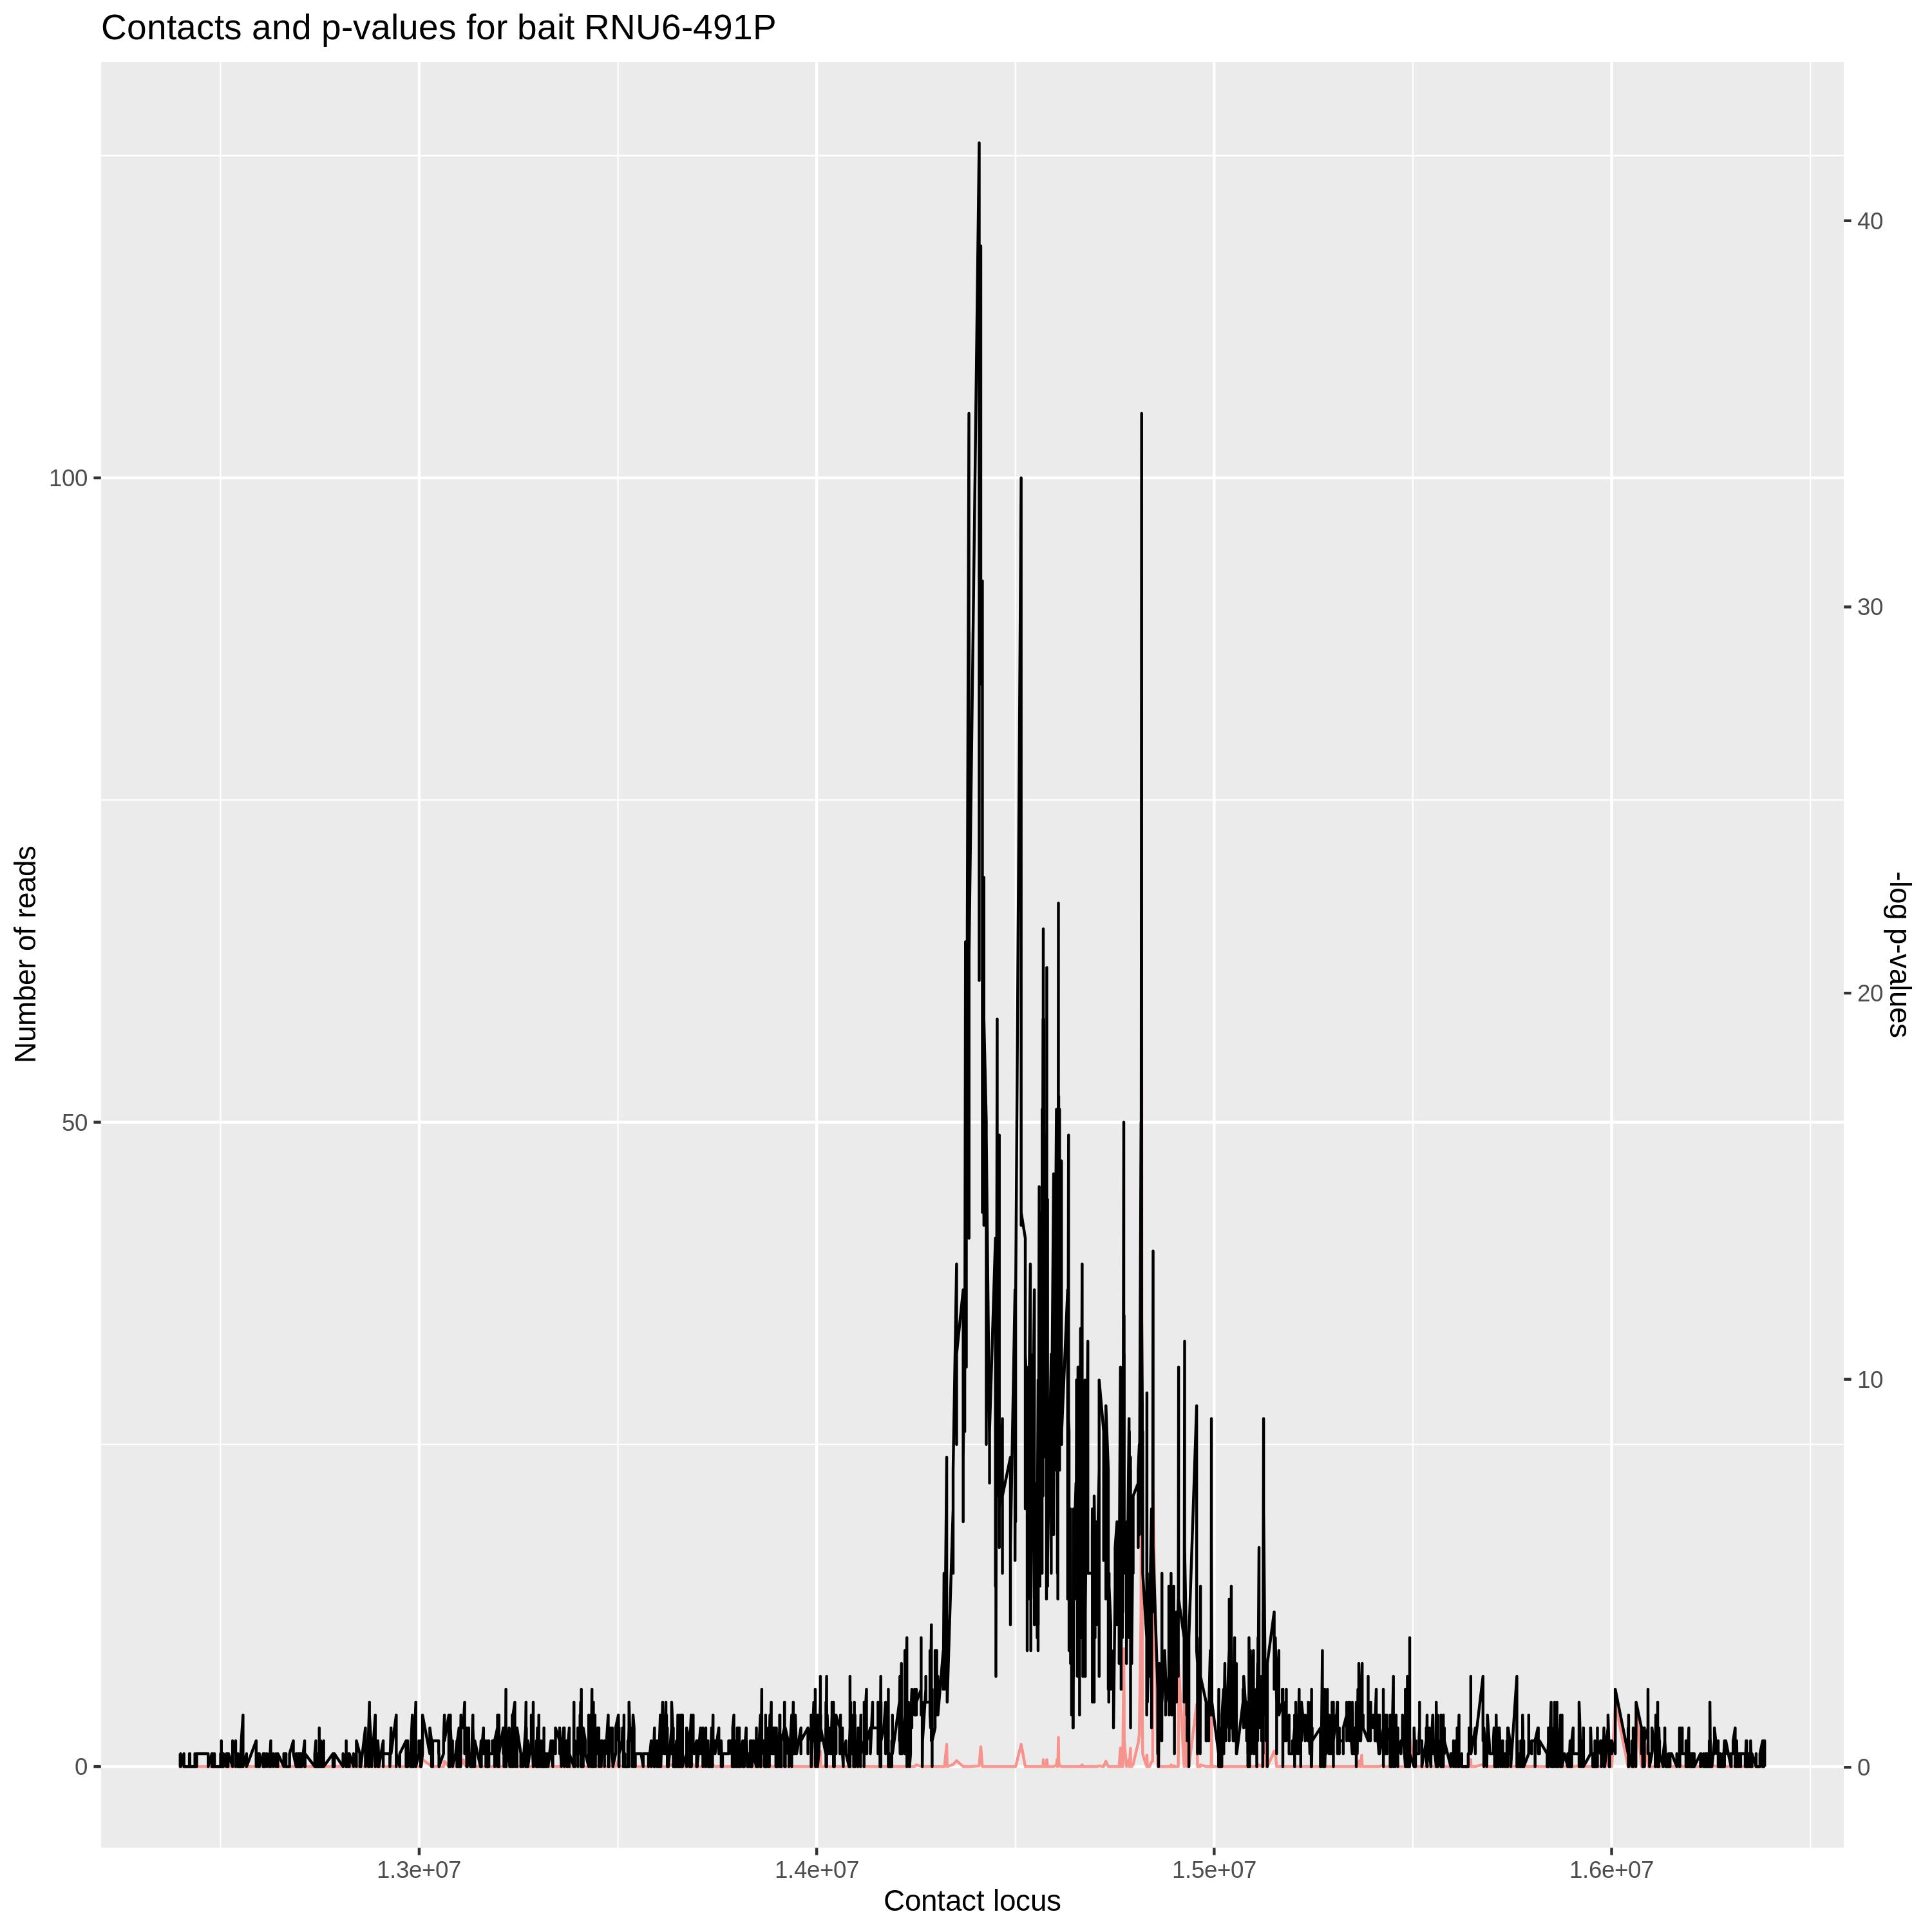 Contacts and p-values for bait RNU6-491P
Number of reads
100
50
0
40
30
20
10
0
-log p-values
1.3e+07
1.4e+07
1.5e+07
1.6e+07
Contact locus